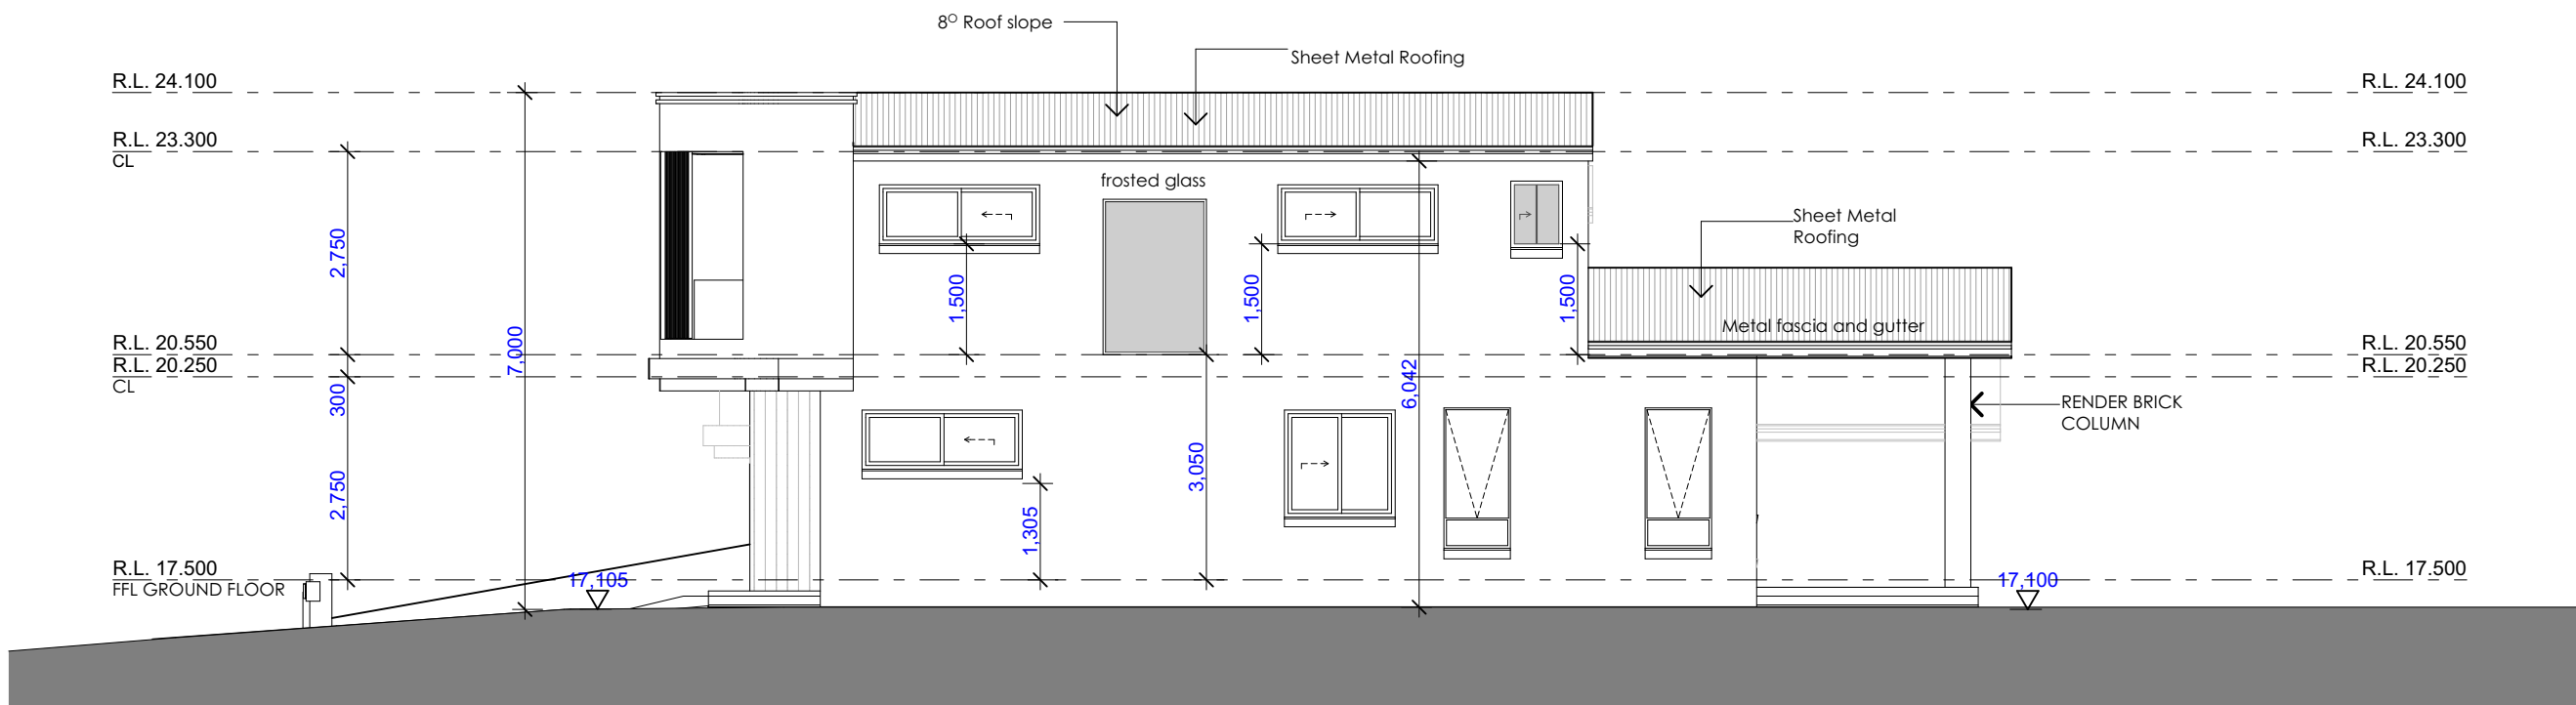 8° Roof slope
Sheet Metal Roofing
R.L. 24.100
R.L. 24.100
R.L. 23.300
CL
R.L. 23.300
frosted glass
Sheet Metal
Roofing
2,750
1,500
1,500
1,500
7,000
Metal fascia and gutter
R.L. 20.550
R.L. 20.550
R.L. 20.250
CL
R.L. 20.250
300
6,042
RENDER BRICK
COLUMN
2,750
3,050
1,305
R.L. 17.500
FFL GROUND FLOOR
17,105
17,100
R.L. 17.500